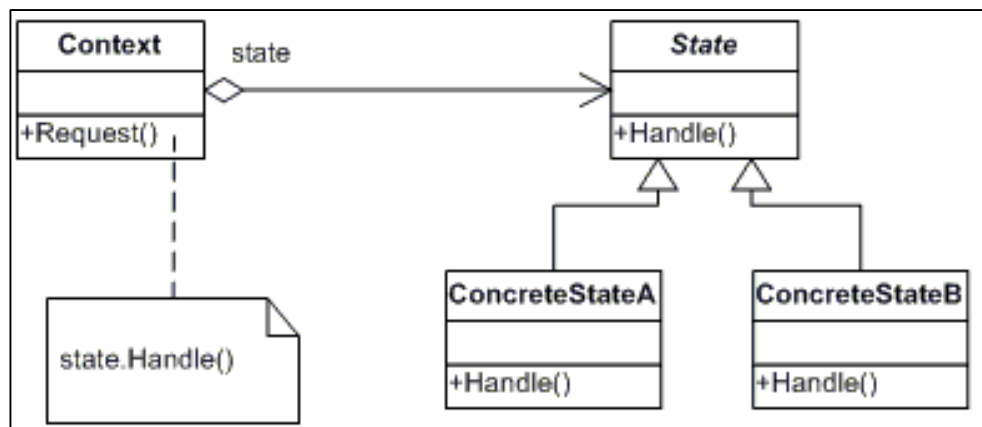 Context
state
State
+Request()
+Handle()
ConcreteStateA
ConcreteStateB
state.Handle()
+Handle()
+Handle()